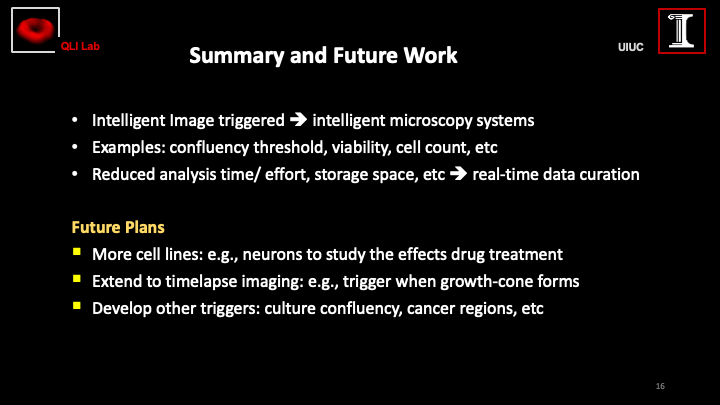 QLI Lab
Summary and Future Work
UIUC
• Intelligent Image triggered ➔ intelligent microscopy systems
• Examples: confluency threshold, viability, cell count, etc
• Reduced analysis time/ effort, storage space, etc ➔ real-time data curation
Future Plans
▪ More cell lines: e.g., neurons to study the effects drug treatment
▪ Extend to timelapse imaging: e.g., trigger when growth-cone forms
▪ Develop other triggers: culture confluency, cancer regions, etc
16